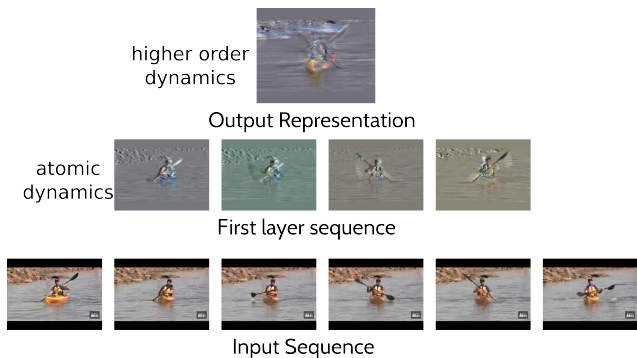 higher order
dynamics
Output Representation
atomic
dynamics
First layer sequence
Input Sequence